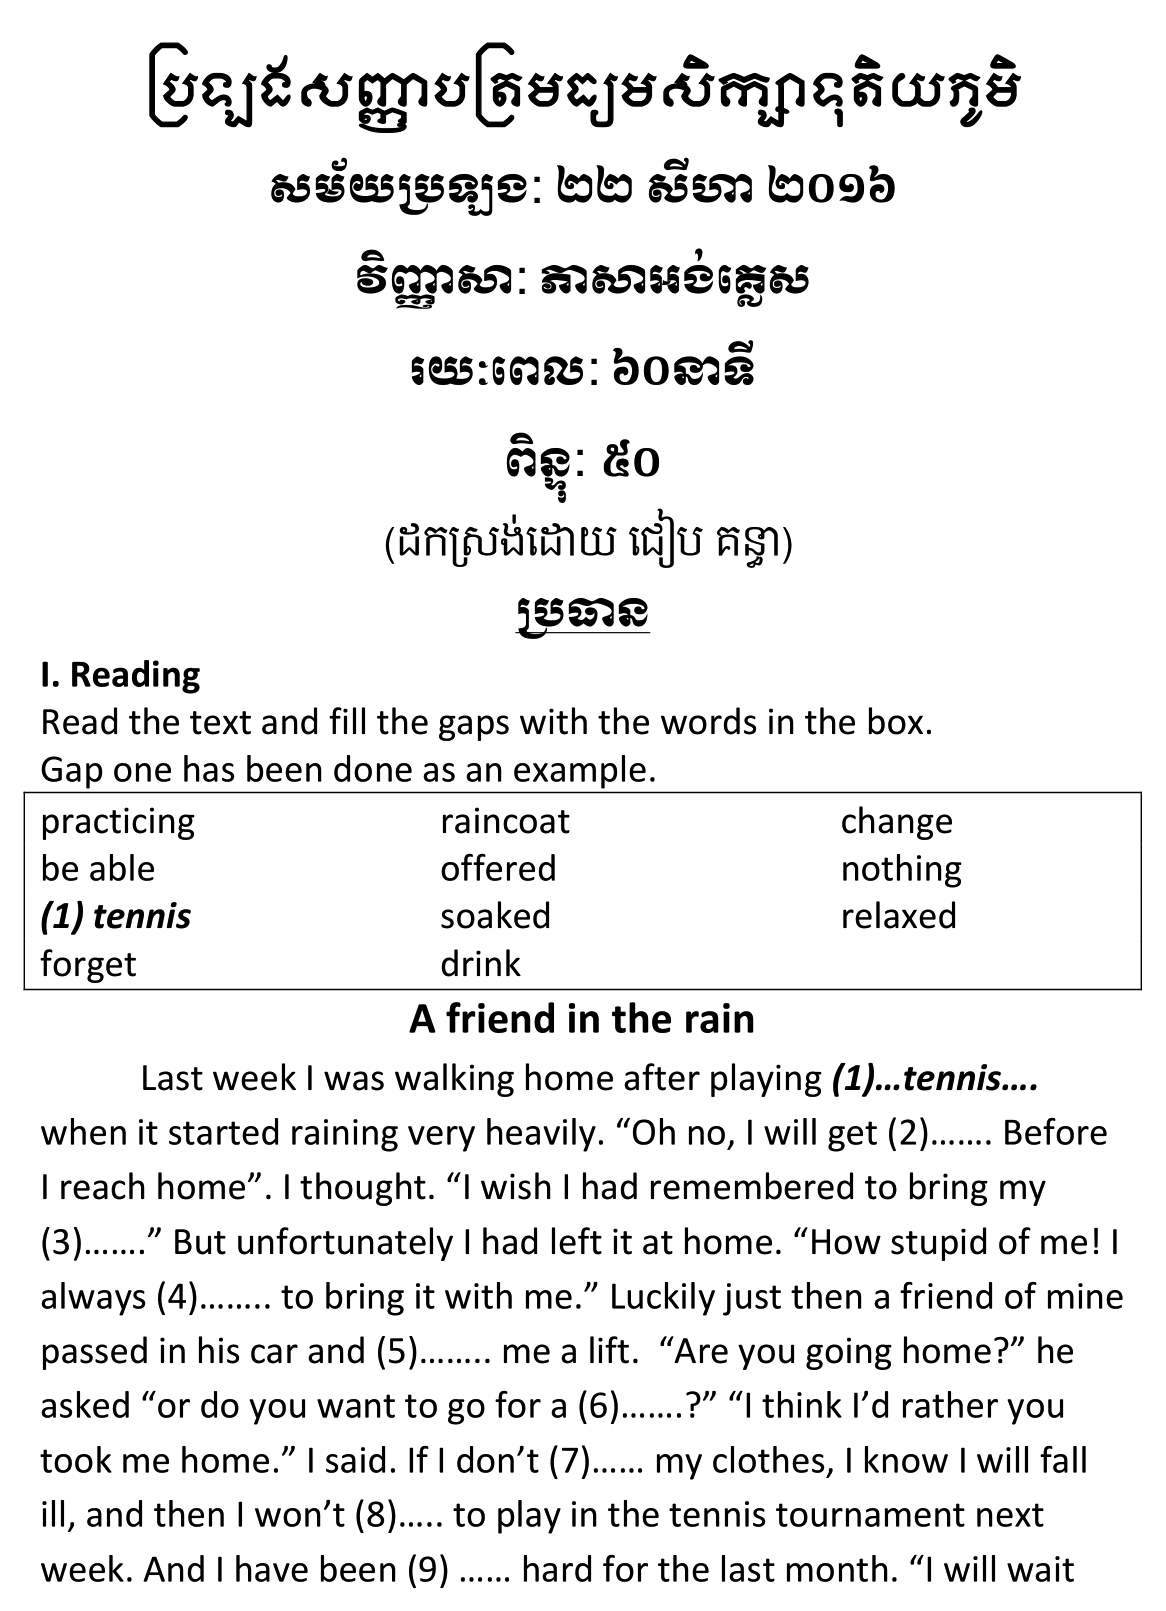 ប្រឡងសញ្ញាបត្រមធ្យមសិក្សាទុតិយភូមិ
សម័យប្រឡង: ២២ សីហា ២០១៦
វិញ្ញាសា: ភាសាអង់គ្លេស
រយ:ពេល: ៦០នាទី
ពិន្ទុ: ៥០
(ដកស្រង់ដោយ ជៀប គន្ធា)
ប្រធាន
I. Reading
Read the text and fill the gaps with the words in the box.
Gap one has been done as an example.
practicing raincoat change
be able offered nothing
(1) tennis soaked relaxed
forget drink
A friend in the rain
Last week I was walking home after playing (1)…tennis….
when it started raining very heavily. “Oh no, I will get (2)……. Before
I reach home”. I thought. “I wish I had remembered to bring my
(3)…….” But unfortunately I had left it at home. “How stupid of me! I
always (4)…….. to bring it with me.” Luckily just then a friend of mine
passed in his car and (5)…….. me a lift.  “Are you going home?” he
asked “or do you want to go for a (6)…….?” “I think I’d rather you
took me home.” I said. If I don’t (7)…… my clothes, I know I will fall
ill, and then I won’t (8)….. to play in the tennis tournament next
week. And I have been (9) …… hard for the last month. “I will wait